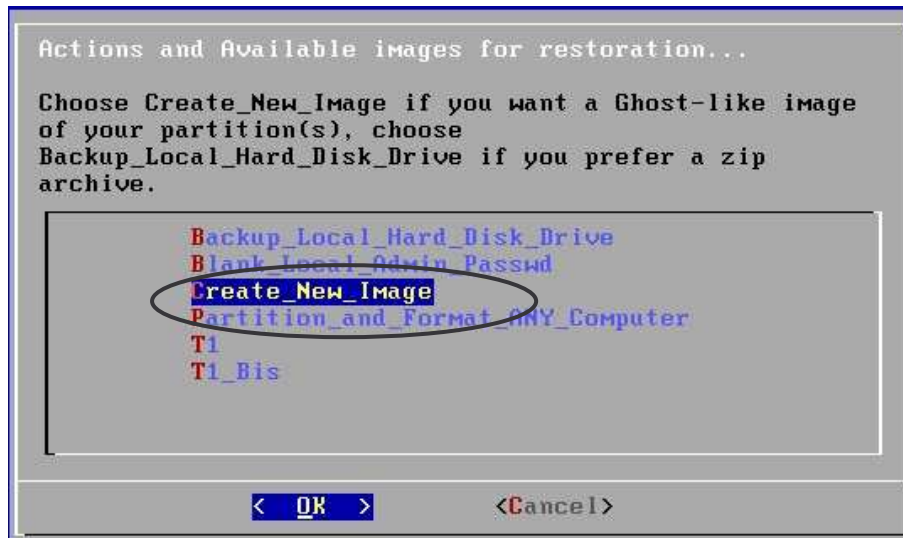 Actions and Available images for restoration...
Choose Create_New_Image if you want a Ghost-like image
of your partition(s), choose
Backup_Local_Hard_Disk_Drive if you prefer a zip
archive.
Backup_Local_Hard_Disk_Drive
Blank_Local_Admin_Passwd
Create_New_Image
Partition_and_Format_ANY_Computer
T1
T1_Bis
< OK > <Cancel>